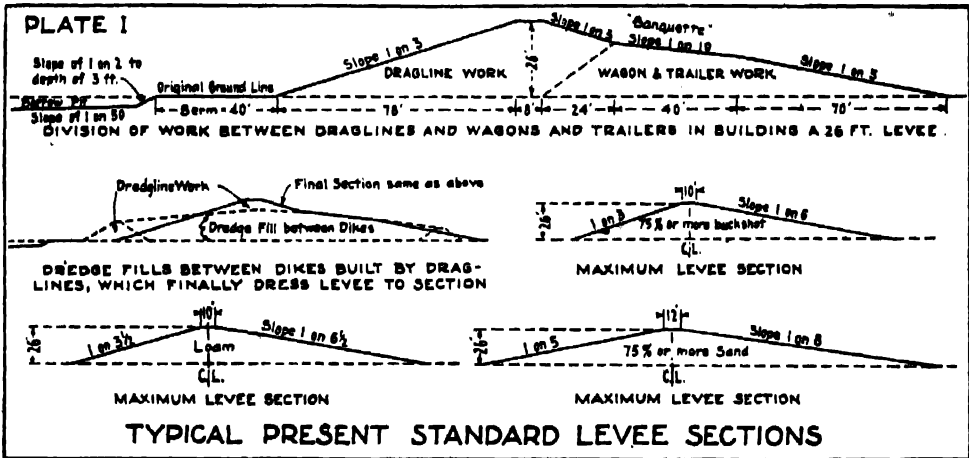 PLATE I
Slope of 1 on 2 to
depth of 3 ft.
Borrow Pit
Slope of 1 on 50
Original Ground Line
Berm-40'
Slope 1 on 3
DRAGLINE WORK
26'
Slope 1 on 3
"Banquette"
Slope 1 on 10
WAGON & TRAILER WORK
Slope 1 on 5
78'
8'
24'
40'
70'
DIVISION OF WORK BETWEEN DRAGLINES AND WAGONS AND TRAILERS IN BUILDING A 26 FT. LEVEE.
Dragline Work
Final Section same as above
Dredge Fill between Dikes
DREDGE FILLS BETWEEN DIKES BUILT BY DRAG-
LINES, WHICH FINALLY DRESS LEVEE TO SECTION
10'
26'
1 on 3
Slope 1 on 6
75% or more buckshot
C.L.
MAXIMUM LEVEE SECTION
10'
26'
1 on 3½
Slope 1 on 6½
Loam
C.L.
MAXIMUM LEVEE SECTION
12'
26'
1 on 5
Slope 1 on 8
75% or more Sand
C.L.
MAXIMUM LEVEE SECTION
TYPICAL PRESENT STANDARD LEVEE SECTIONS